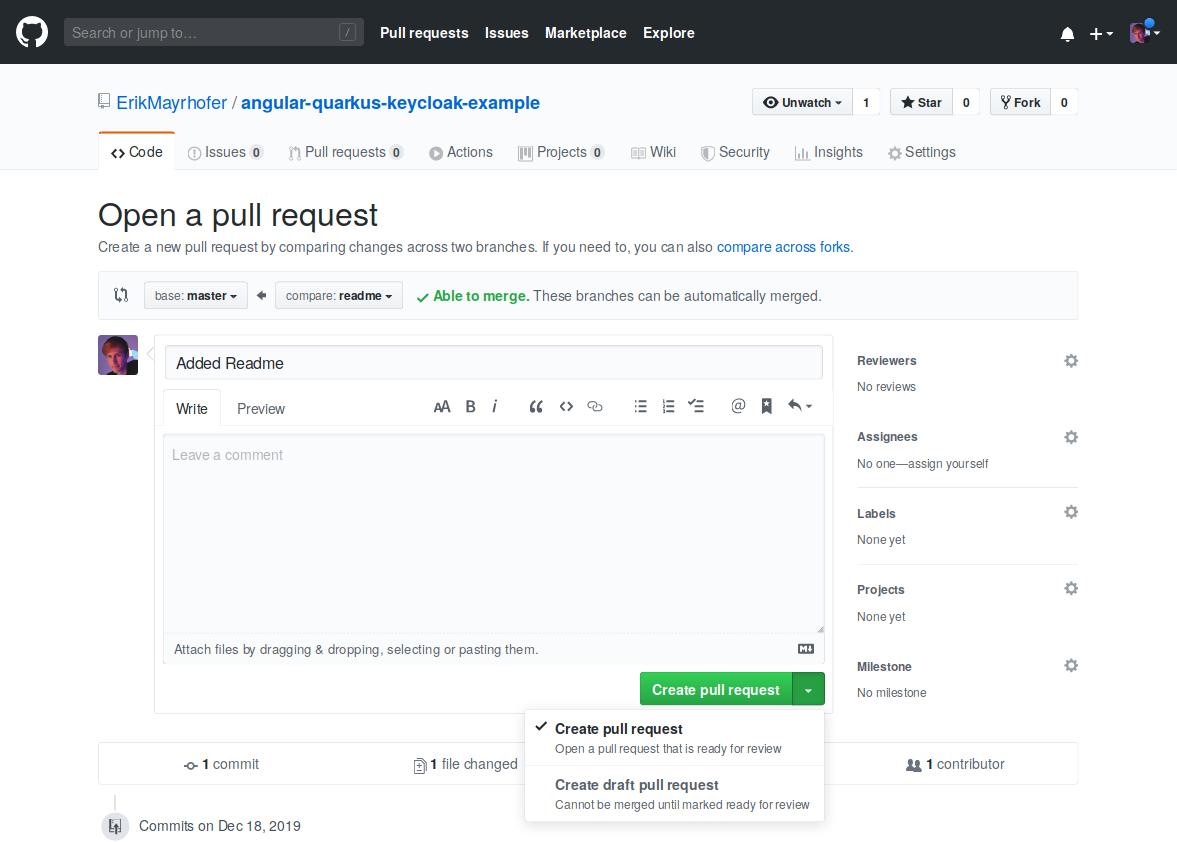 Search or jump to… / Pull requests Issues Marketplace Explore
ErikMayrhofer / angular-quarkus-keycloak-example Unwatch 1 Star 0 Fork 0
Code Issues 0 Pull requests 0 Actions Projects 0 Wiki Security Insights Settings
Open a pull request
Create a new pull request by comparing changes across two branches. If you need to, you can also compare across forks.
base: master compare: readme Able to merge. These branches can be automatically merged.
Added Readme
Write Preview AA B i @
Leave a comment
Attach files by dragging & dropping, selecting or pasting them.
Create pull request
Create pull request
Open a pull request that is ready for review
Create draft pull request
Cannot be merged until marked ready for review
Reviewers
No reviews
Assignees
No one—assign yourself
Labels
None yet
Projects
None yet
Milestone
No milestone
1 commit 1 file changed 1 contributor
Commits on Dec 18, 2019